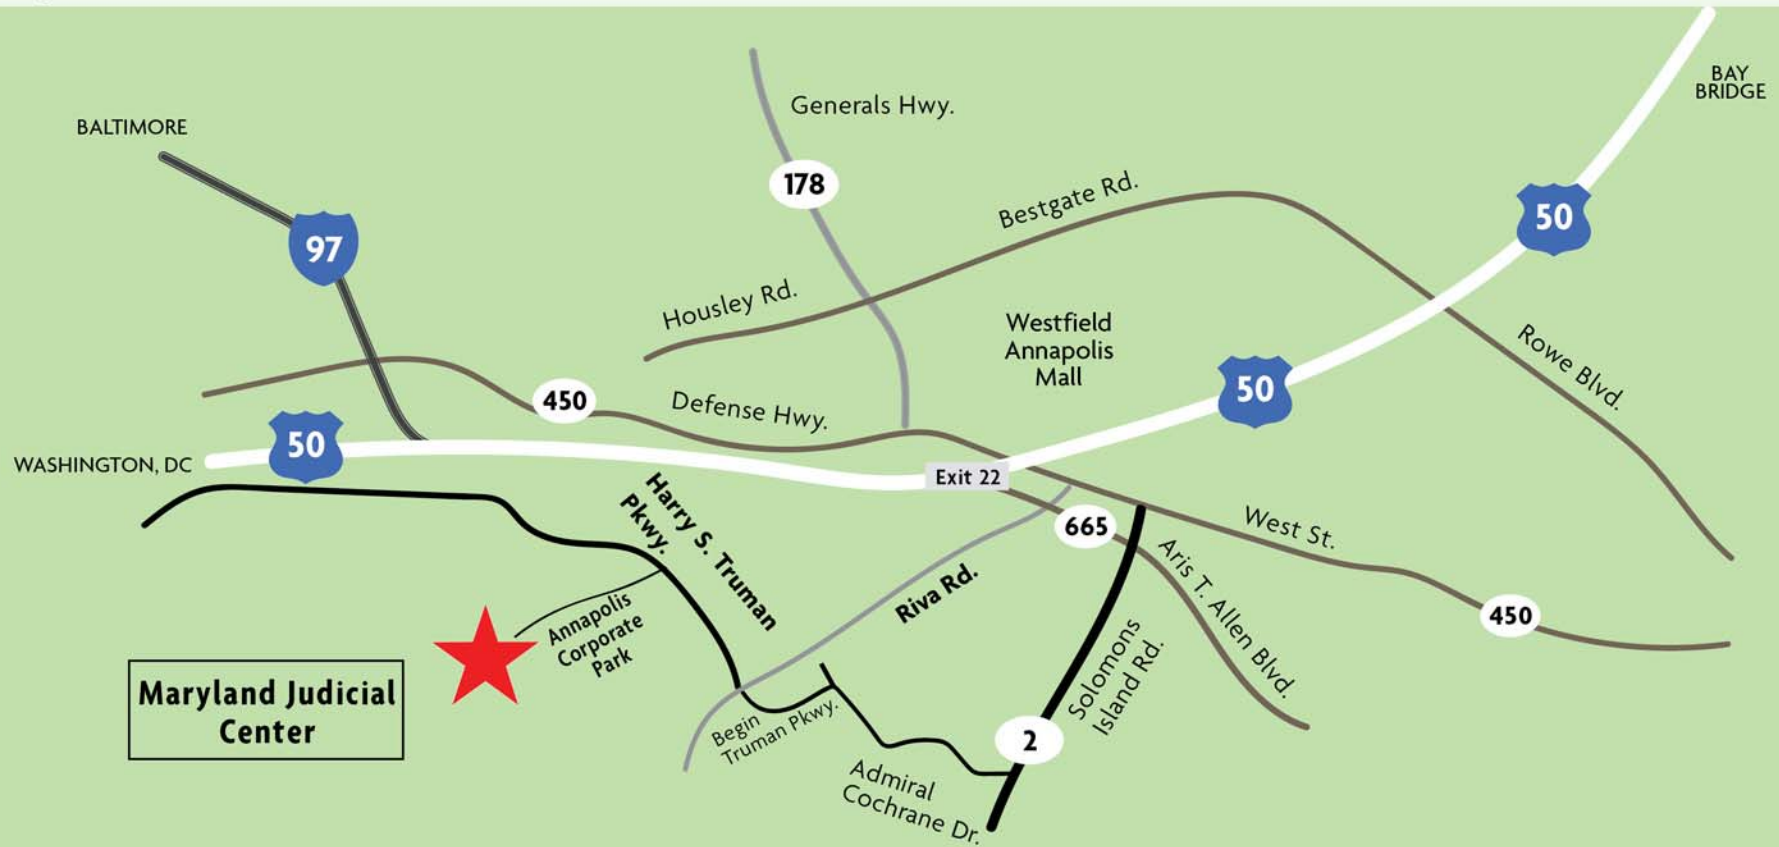 BAY
BRIDGE
Generals Hwy.
BALTIMORE
178
Bestgate Rd.
50
97
Housley Rd.
Westfield
Annapolis
Mall
Rowe Blvd.
50
450
Defense Hwy.
50
WASHINGTON, DC
Exit 22
Harry S. Truman
Pkwy.
665
West St.
Aris T. Allen Blvd.
Riva Rd.
450
Annapolis
Corporate
Park
Solomons
Island Rd.
Maryland Judicial
Center
Begin
Truman Pkwy.
2
Admiral
Cochrane Dr.